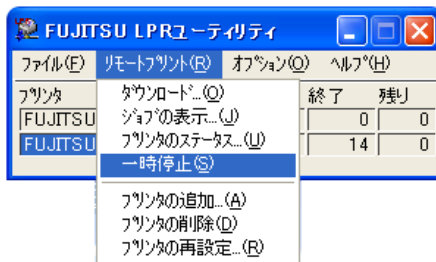 FUJITSU LPRユーティリティ
ファイル(F) リモートプリント(R) オプション(O) ヘルプ(H)
プリンタ 終了 残り
FUJITSU 0 0
FUJITSU 14 0
ダウンロード...(O)
ジョブの表示...(J)
プリンタのステータス...(U)
一時停止(S)
プリンタの追加...(A)
プリンタの削除(D)
プリンタの再設定...(R)